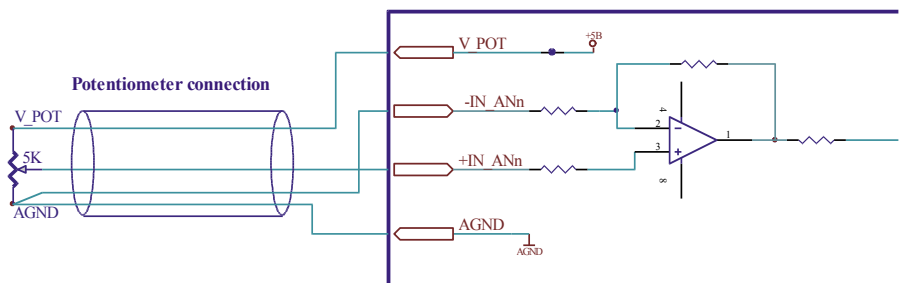 Potentiometer connection
V_POT
5K
AGND
V_POT
+5B
-IN_ANn
+IN_ANn
AGND
AGND
4
2
-
3
+
1
8